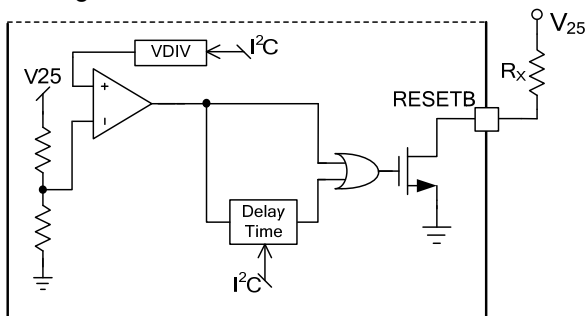 VDIV
I²C
V₂₅
V25
+
-
RESETB
Rₓ
Delay
Time
I²C